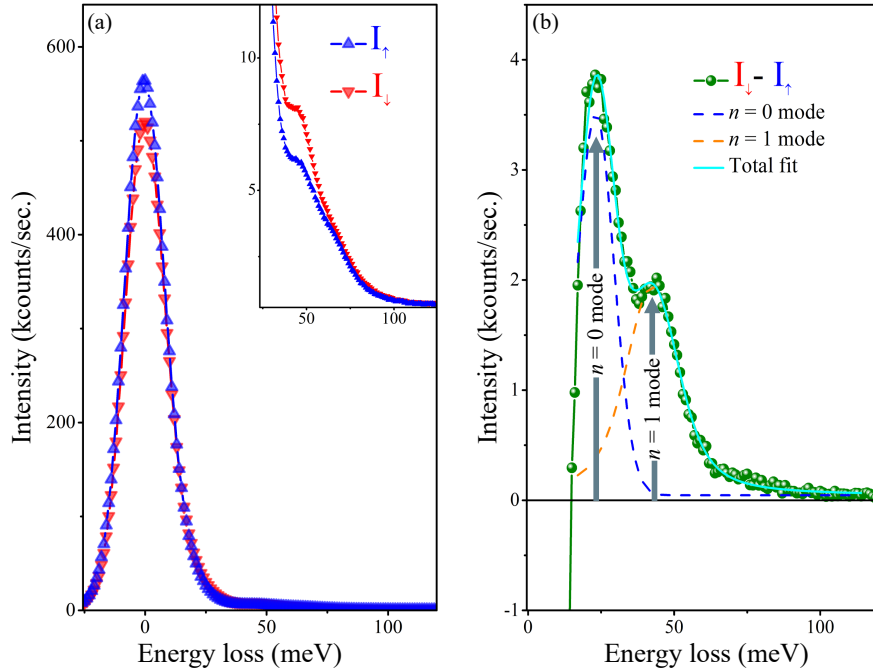 (a)
I↑
I↓
600
400
200
0
0
50
100
Energy loss (meV)
Intensity (kcounts/sec.)
10
5
50
100
(b)
I↓- I↑
n = 0 mode
n = 1 mode
Total fit
n = 0 mode
n = 1 mode
4
3
2
1
0
-1
0
50
100
Energy loss (meV)
Intensity (kcounts/sec.)